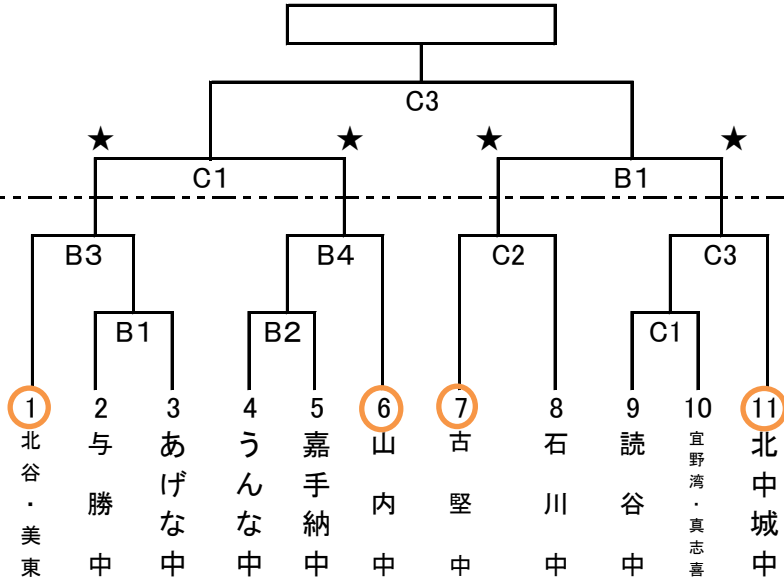 C3
★ ★ ★ ★
C1 B1
B3 B4 C2 C3
B1 B2 C1
1 2 3 4 5 6 7 8 9 10 11
北谷・美東
与勝中
あげな中
うんな中
嘉手納中
山内中
古堅中
石川中
読谷中
宜野湾・真志喜
北中城中